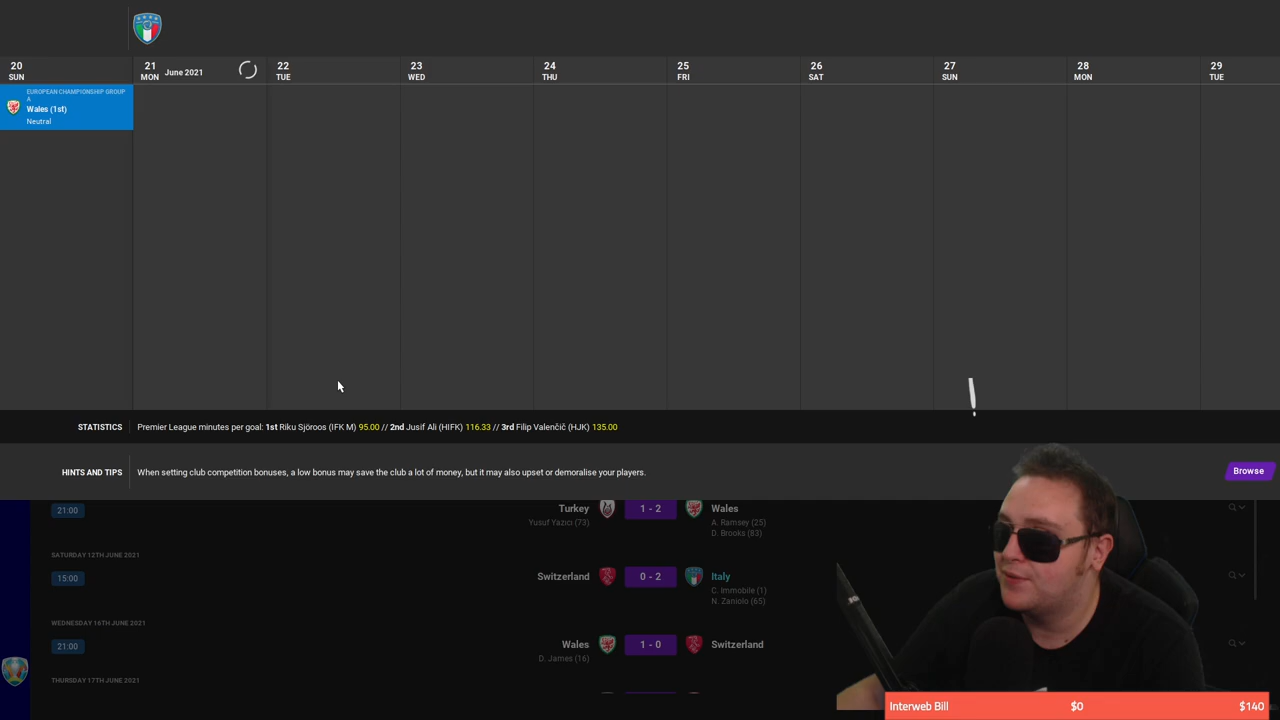 20
SUN
21
MON June 2021
22
TUE
23
WED
24
THU
25
FRI
26
SAT
27
SUN
28
MON
29
TUE
EUROPEAN CHAMPIONSHIP GROUP
A
Wales (1st)
Neutral
STATISTICS Premier League minutes per goal: 1st Riku Sjöroos (IFK M) 95.00 // 2nd Jusif Ali (HIFK) 116.33 // 3rd Filip Valenčič (HJK) 135.00
HINTS AND TIPS When setting club competition bonuses, a low bonus may save the club a lot of money, but it may also upset or demoralise your players.
Browse
21:00 Turkey 1 - 2 Wales
Yusuf Yazıcı (73) A. Ramsey (25)
D. Brooks (83)
SATURDAY 12TH JUNE 2021
15:00 Switzerland 0 - 2 Italy
C. Immobile (1)
N. Zaniolo (65)
WEDNESDAY 16TH JUNE 2021
21:00 Wales 1 - 0 Switzerland
D. James (16)
THURSDAY 17TH JUNE 2021
Interweb Bill $0 $140